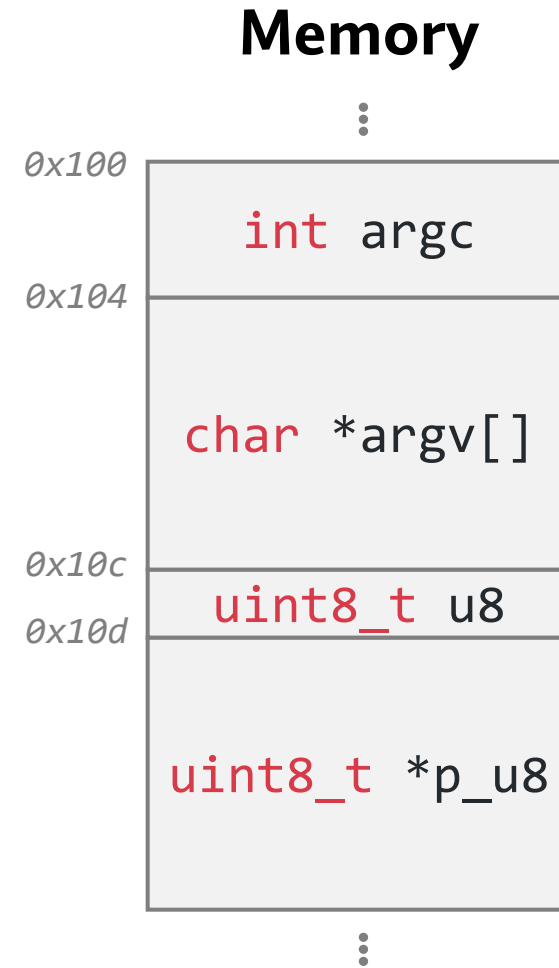 Memory
0x100
int argc
0x104
char *argv[]
0x10c
uint8_t u8
0x10d
uint8_t *p_u8